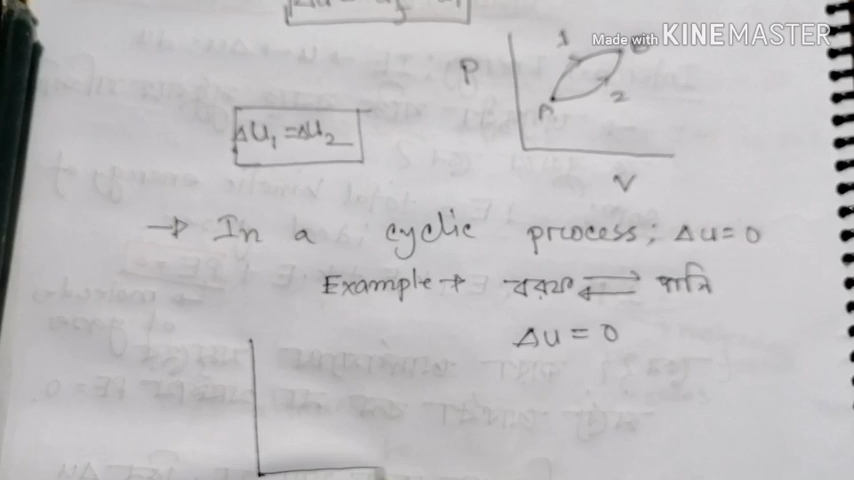 Made with KINEMASTER
P
1
2
A
V
ΔU₁ = ΔU₂
→ In a cyclic process; ΔU = 0
Example → বরফ ⇌ পানি
ΔU = 0